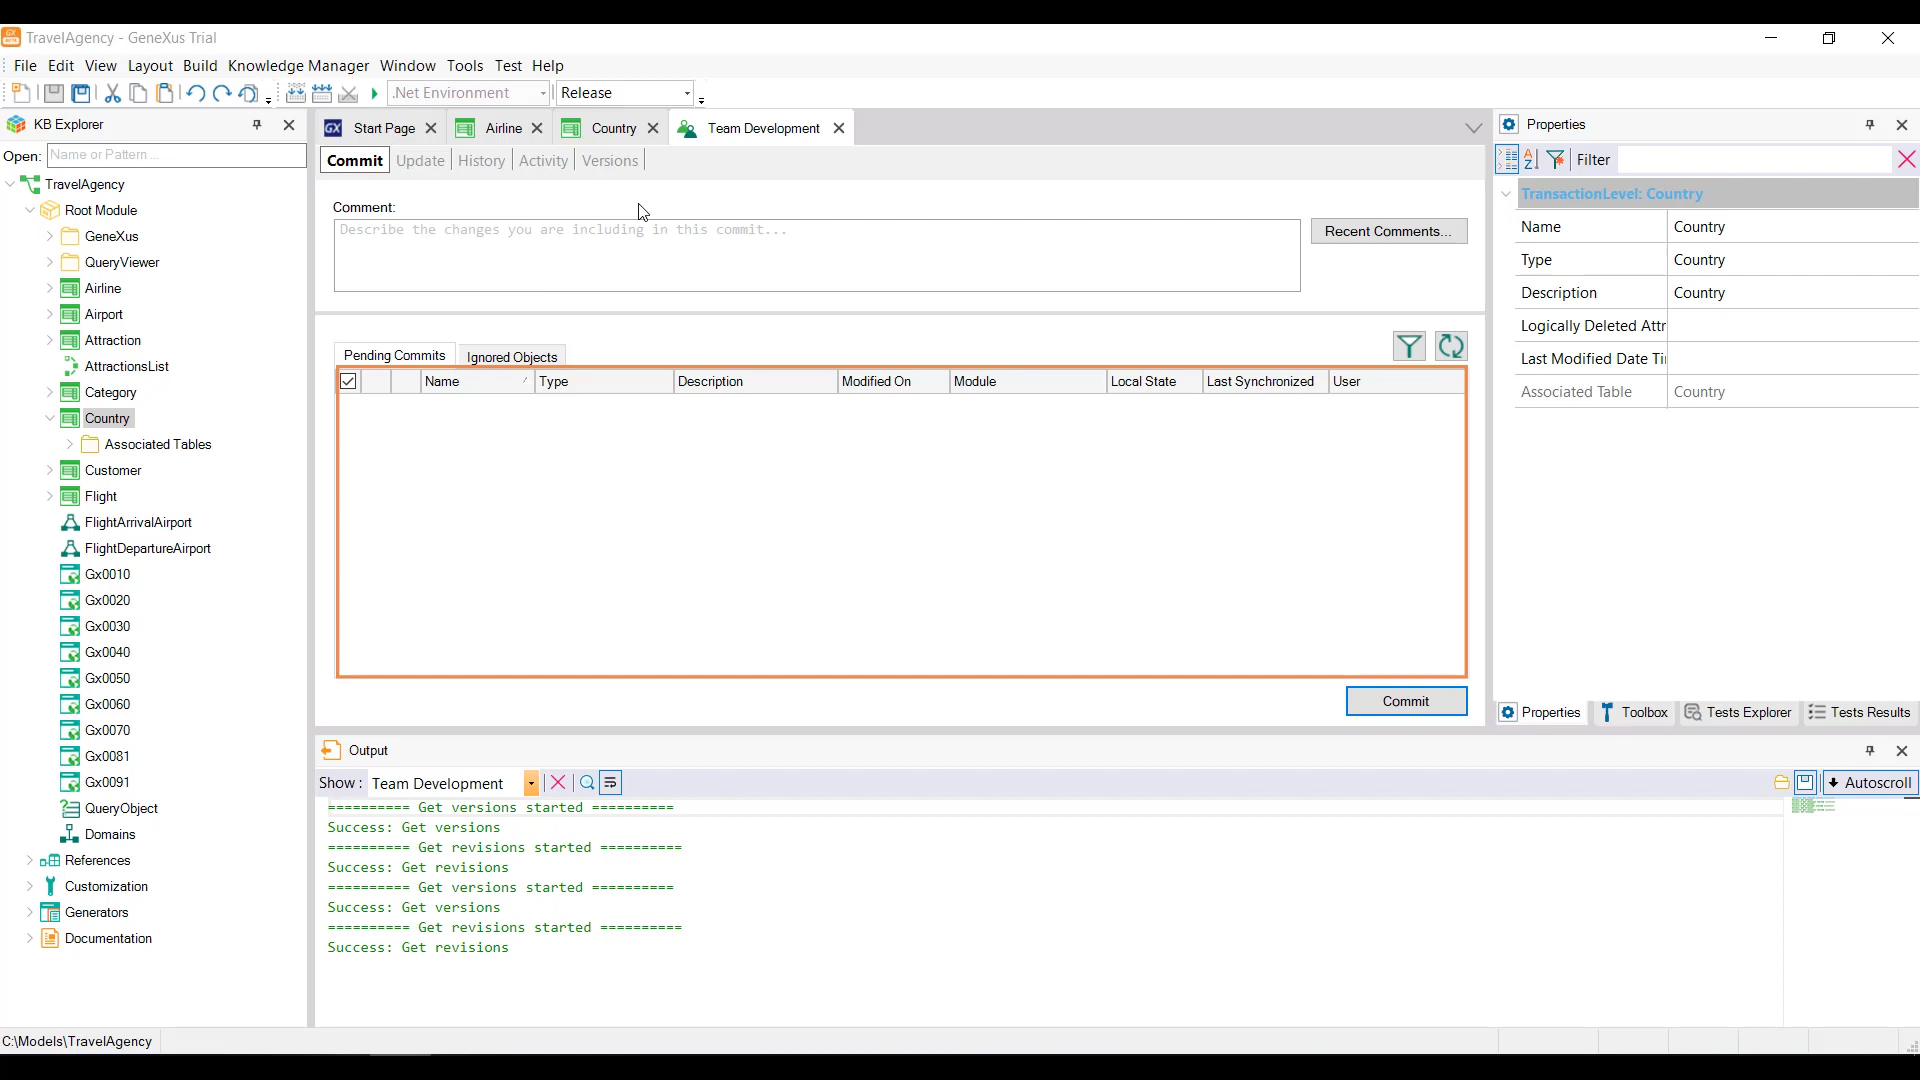 TravelAgency - GeneXus Trial
File Edit View Layout Build Knowledge Manager Window Tools Test Help
.Net Environment Release
KB Explorer
Open: Name or Pattern ...
TravelAgency
Root Module
GeneXus
QueryViewer
Airline
Airport
Attraction
AttractionsList
Category
Country
Associated Tables
Customer
Flight
FlightArrivalAirport
FlightDepartureAirport
Gx0010
Gx0020
Gx0030
Gx0040
Gx0050
Gx0060
Gx0070
Gx0081
Gx0091
QueryObject
Domains
References
Customization
Generators
Documentation
GX Start Page Airline Country Team Development
Commit Update History Activity Versions
Comment:
Describe the changes you are including in this commit...
Recent Comments...
Pending Commits Ignored Objects
Name Type Description Modified On Module Local State Last Synchronized User
Commit
Output
Show : Team Development
Autoscroll
========== Get versions started ==========
Success: Get versions
========== Get revisions started ==========
Success: Get revisions
========== Get versions started ==========
Success: Get versions
========== Get revisions started ==========
Success: Get revisions
Properties
Filter
TransactionLevel: Country
Name Country
Type Country
Description Country
Logically Deleted Attr
Last Modified Date Ti
Associated Table Country
Properties Toolbox Tests Explorer Tests Results
C:\Models\TravelAgency